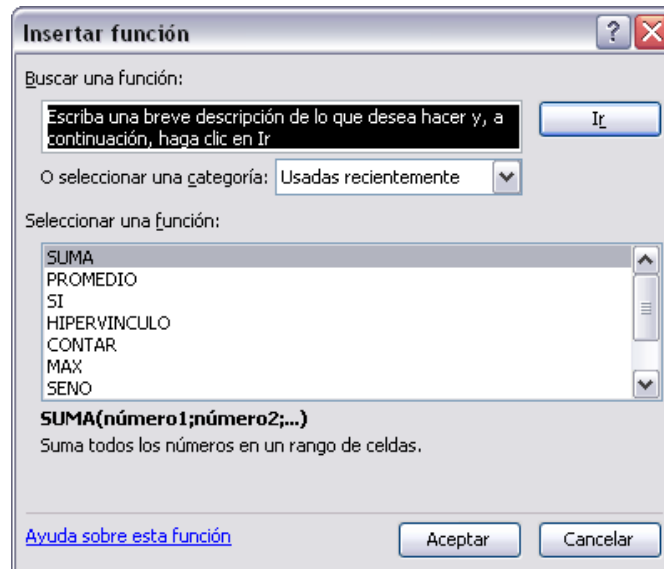 Insertar función
Buscar una función:
Escriba una breve descripción de lo que desea hacer y, a
continuación, haga clic en Ir
Ir
O seleccionar una categoría: Usadas recientemente
Seleccionar una función:
SUMA
PROMEDIO
SI
HIPERVINCULO
CONTAR
MAX
SENO
SUMA(número1;número2;...)
Suma todos los números en un rango de celdas.
Ayuda sobre esta función
Aceptar
Cancelar